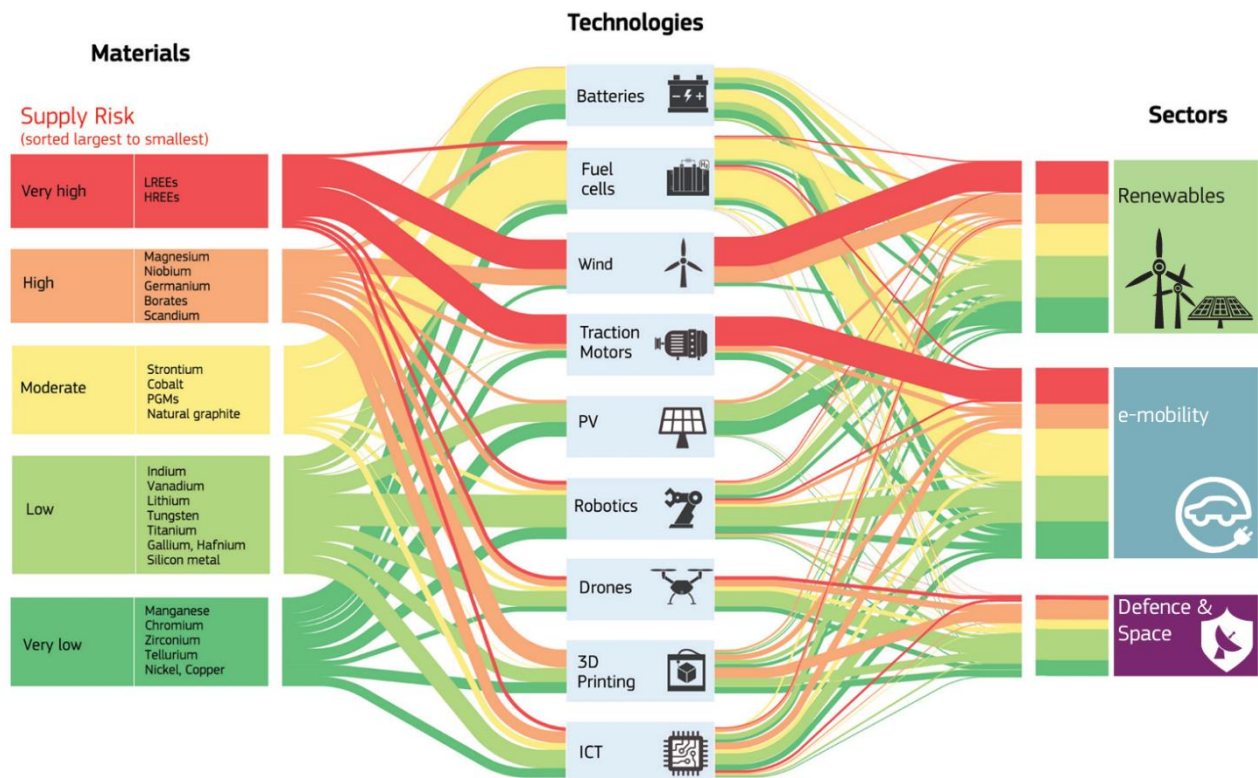 Technologies
Materials
Sectors
Supply Risk
(sorted largest to smallest)
Very high
LREEs
HREEs
High
Magnesium
Niobium
Germanium
Borates
Scandium
Moderate
Strontium
Cobalt
PGMs
Natural graphite
Low
Indium
Vanadium
Lithium
Tungsten
Titanium
Gallium, Hafnium
Silicon metal
Very low
Manganese
Chromium
Zirconium
Tellurium
Nickel, Copper
Batteries
Fuel
cells
H₂
Wind
Traction
Motors
PV
Robotics
Drones
3D
Printing
ICT
Renewables
e-mobility
Defence &
Space